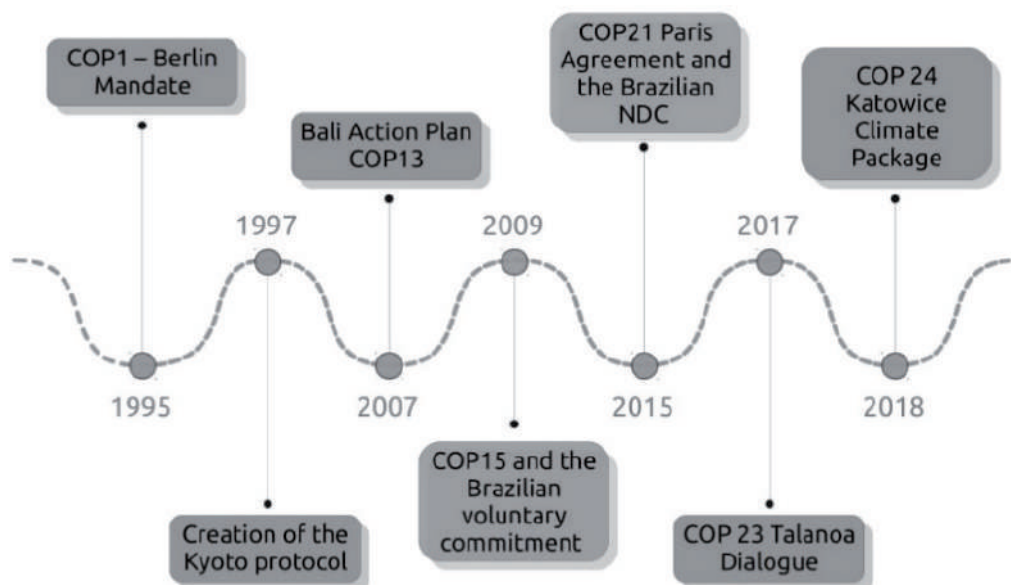 COP1 – Berlin
Mandate
Bali Action Plan
COP13
COP21 Paris
Agreement and
the Brazilian
NDC
COP 24
Katowice
Climate
Package
1997
2009
2017
1995
2007
2015
2018
Creation of the
Kyoto protocol
COP15 and the
Brazilian
voluntary
commitment
COP 23 Talanoa
Dialogue